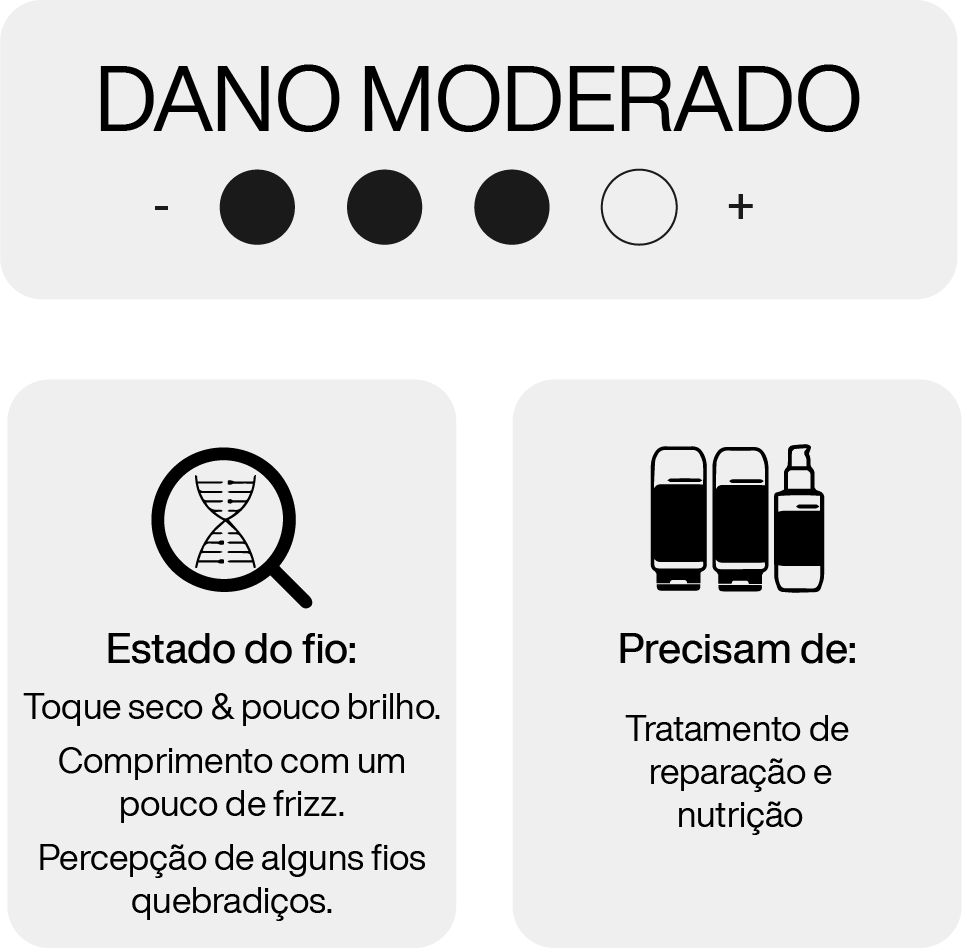 DANO MODERADO
- +
Estado do fio:
Toque seco & pouco brilho.
Comprimento com um
pouco de frizz.
Percepção de alguns fios
quebradiços.
Precisam de:
Tratamento de
reparação e
nutrição